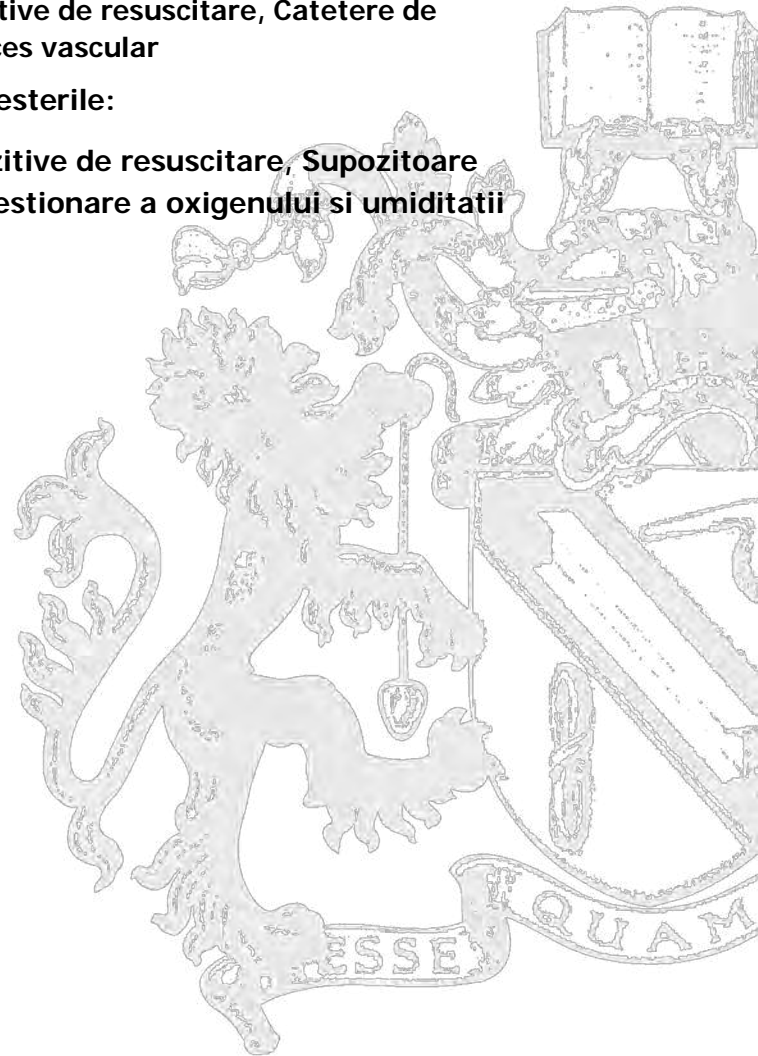 tive de resuscitare, Catetere de
ces vascular
esterile:
zitive de resuscitare, Supozitoare
estionare a oxigenului si umiditatii
ESSE QUAM